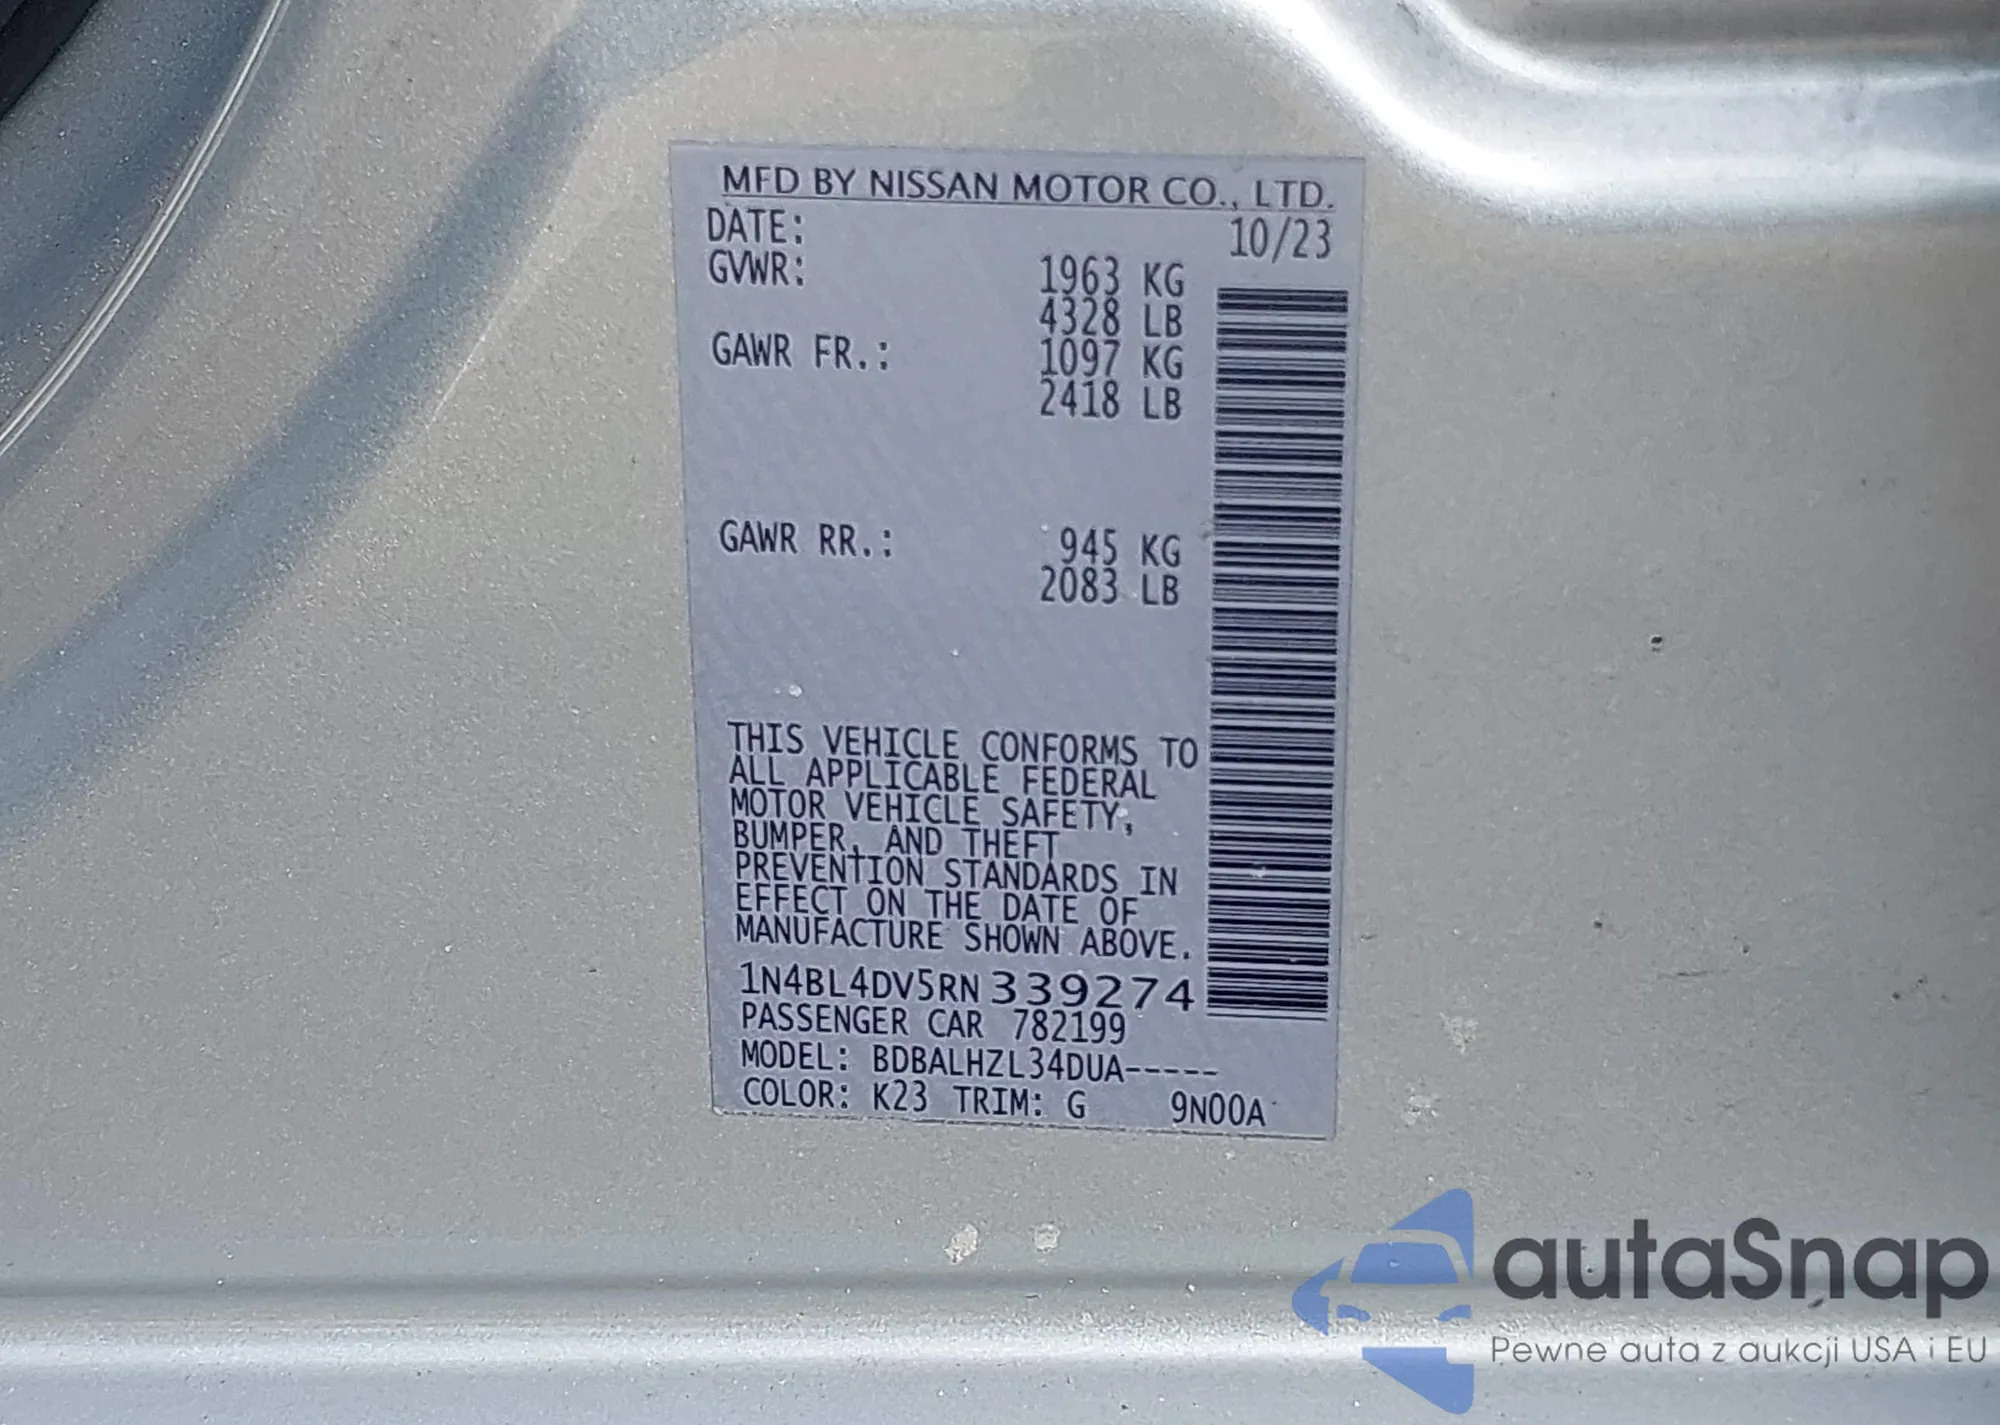 MFD BY NISSAN MOTOR CO., LTD.
DATE: 10/23
GVWR: 1963 KG
4328 LB
GAWR FR.: 1097 KG
2418 LB
GAWR RR.: 945 KG
2083 LB
THIS VEHICLE CONFORMS TO
ALL APPLICABLE FEDERAL
MOTOR VEHICLE SAFETY,
BUMPER, AND THEFT
PREVENTION STANDARDS IN
EFFECT ON THE DATE OF
MANUFACTURE SHOWN ABOVE.
1N4BL4DV5RN339274
PASSENGER CAR 782199
MODEL: BDBALHZL34DUA-----
COLOR: K23 TRIM: G 9N00A
autaSnap
Pewne auta z aukcji USA i EU